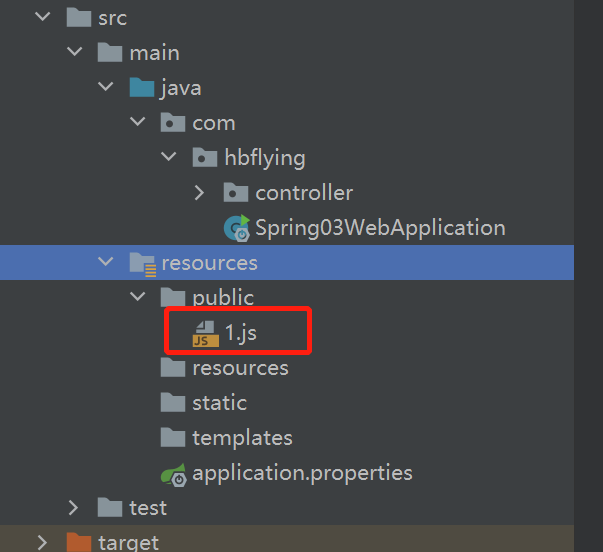 src
main
java
com
hbflying
controller
Spring03WebApplication
resources
public
JS 1.js
resources
static
templates
application.properties
test
target